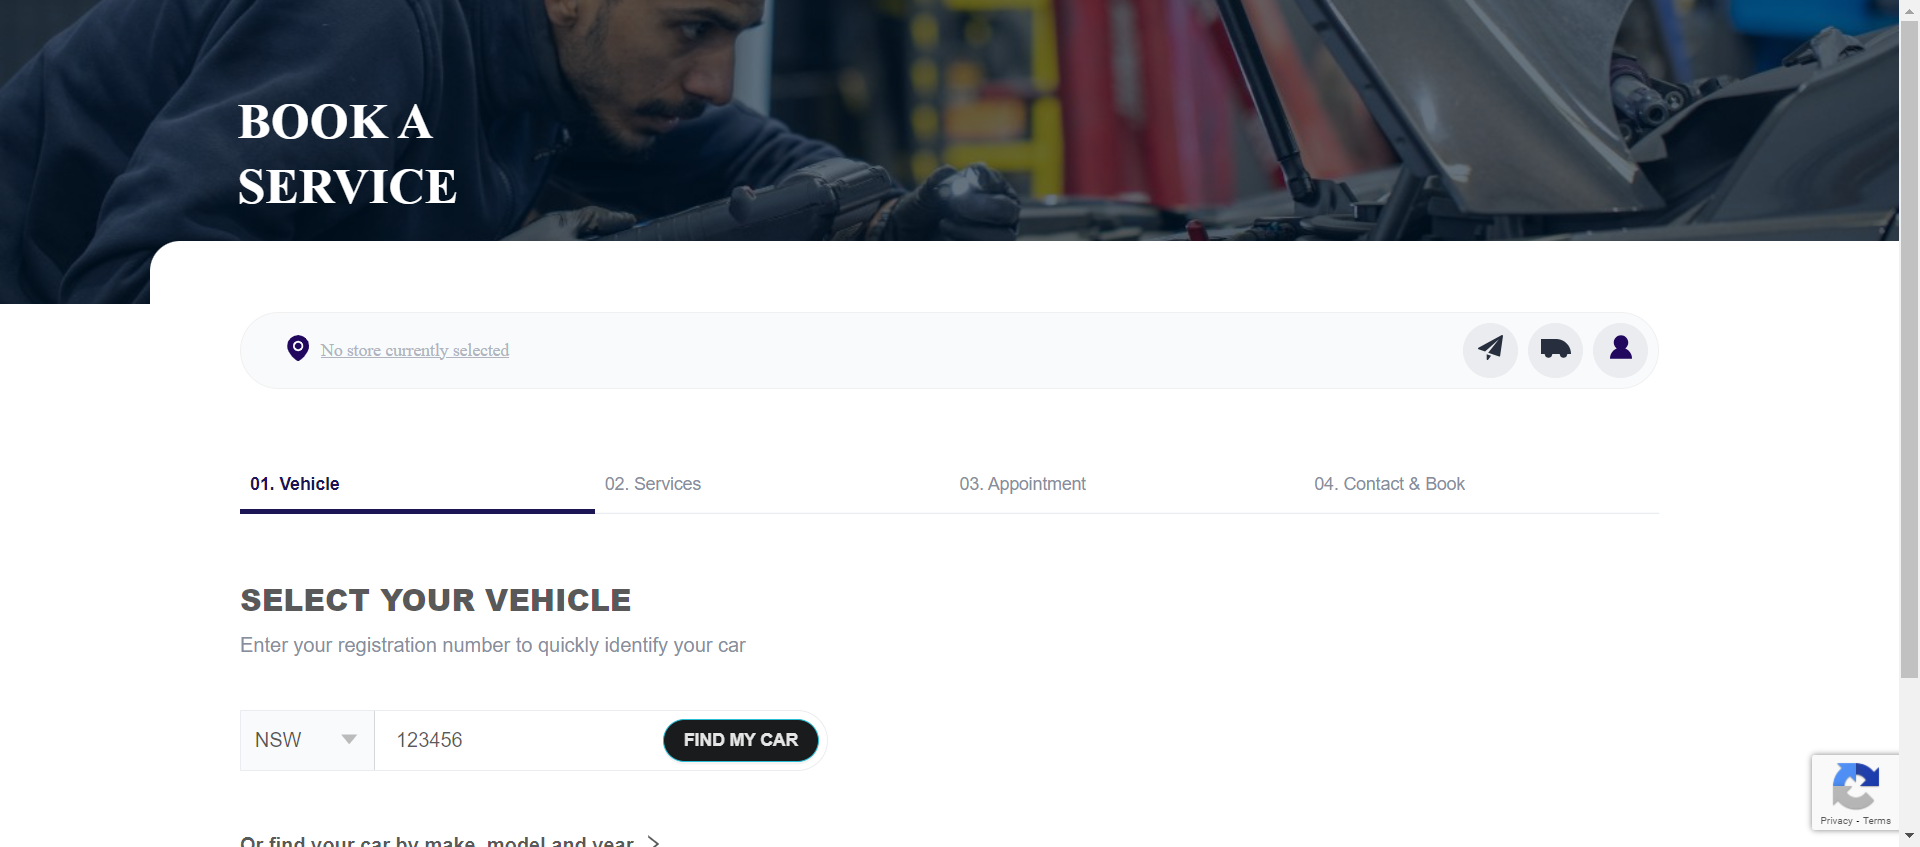 BOOK A
SERVICE
No store currently selected
01. Vehicle
02. Services
03. Appointment
04. Contact & Book
SELECT YOUR VEHICLE
Enter your registration number to quickly identify your car
NSW
123456
FIND MY CAR
Or find your car by make, model and year
Privacy - Terms